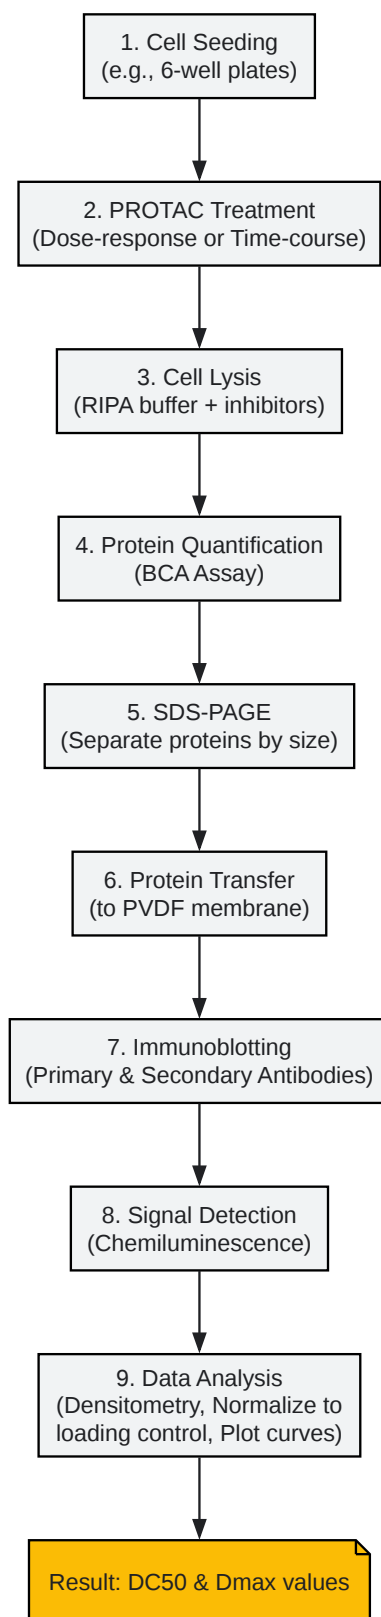 1. Cell Seeding
(e.g., 6-well plates)
2. PROTAC Treatment
(Dose-response or Time-course)
3. Cell Lysis
(RIPA buffer + inhibitors)
4. Protein Quantification
(BCA Assay)
5. SDS-PAGE
(Separate proteins by size)
6. Protein Transfer
(to PVDF membrane)
7. Immunoblotting
(Primary & Secondary Antibodies)
8. Signal Detection
(Chemiluminescence)
9. Data Analysis
(Densitometry, Normalize to
loading control, Plot curves)
Result: DC50 & Dmax values